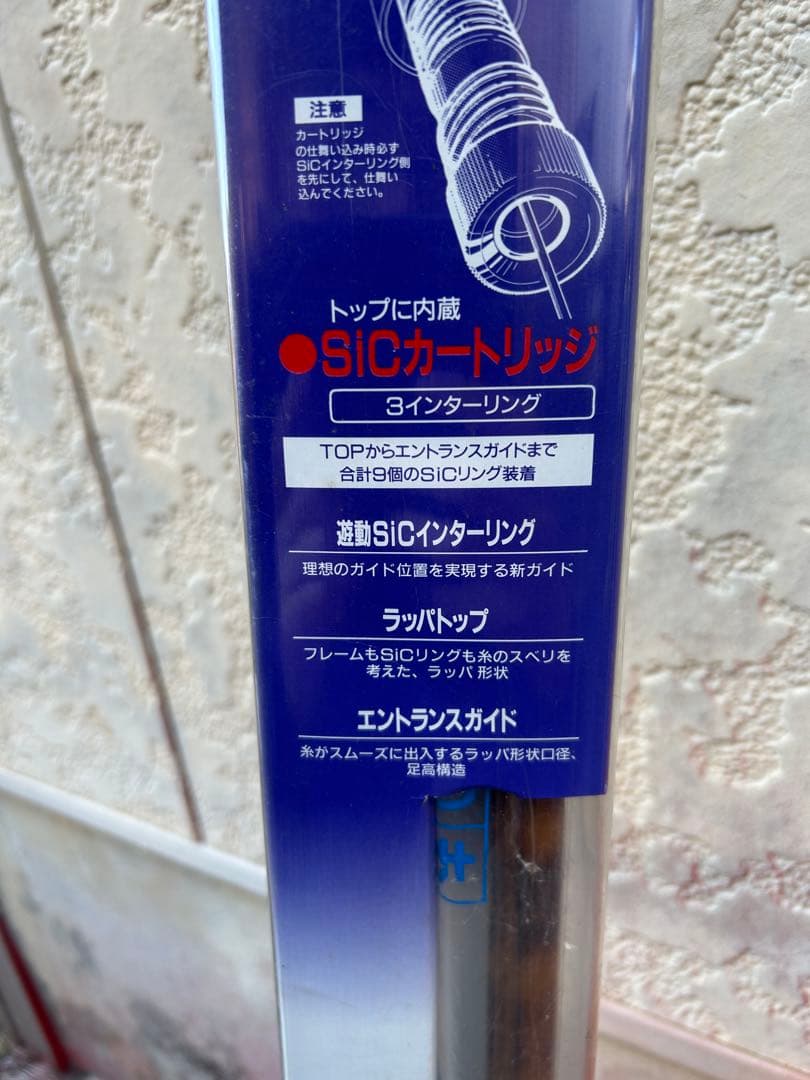 注意
カートリッジ
の仕舞い込み時必ず
SiCインターリング側
を先にして、仕舞い
込んでください。
トップに内蔵
●SiCカートリッジ
3インターリング
TOPからエントランスガイドまで
合計9個のSiCリング装着
遊動SiCインターリング
理想のガイド位置を実現する新ガイド
ラッパトップ
フレームもSiCリングも糸のスベリを
考えた、ラッパ形状
エントランスガイド
糸がスムーズに出入するラッパ形状口径、
足高構造